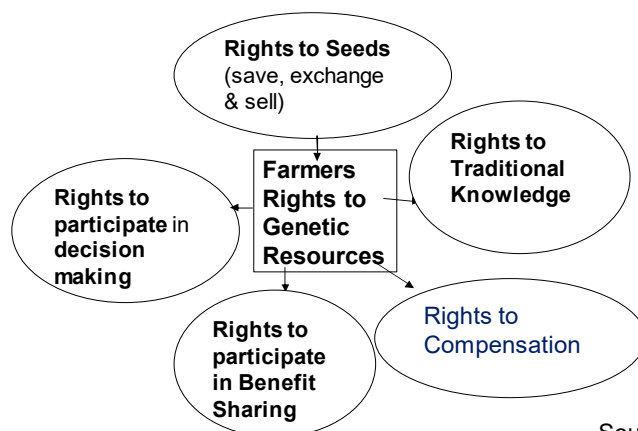 Rights to Seeds
(save, exchange
& sell)
Farmers
Rights to
Genetic
Resources
Rights to
Traditional
Knowledge
Rights to
participate in
decision
making
Rights to
participate
in Benefit
Sharing
Rights to
Compensation